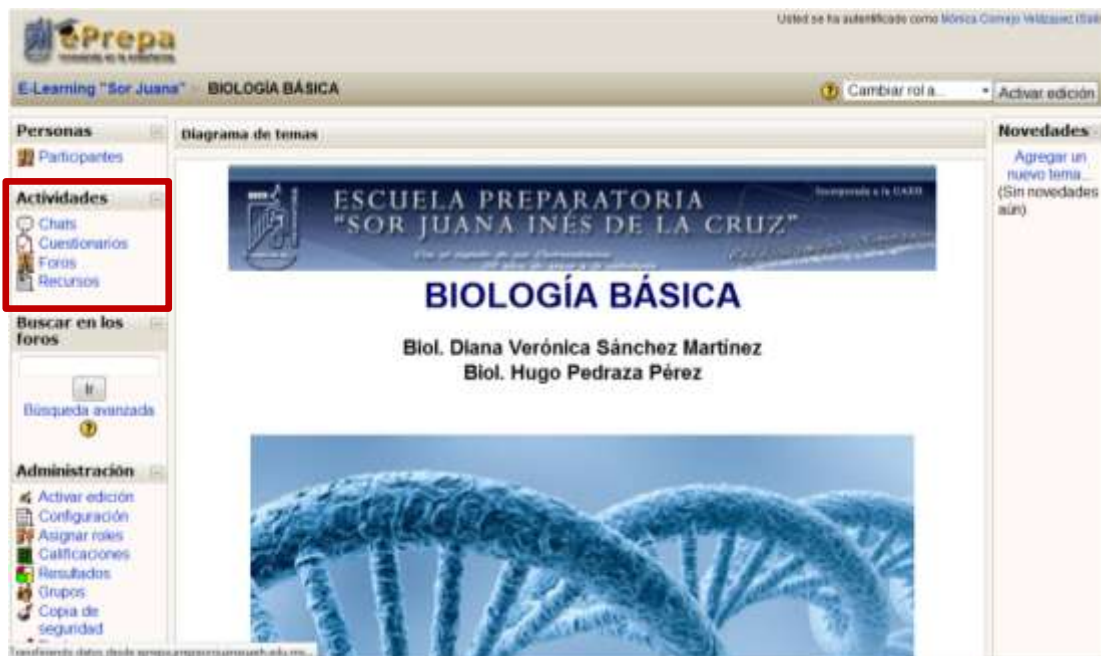 Usted se ha autentificado como Mónica Cornejo Velázquez (Sali
ePrepa
E-Learning "Sor Juana" BIOLOGÍA BÁSICA
Cambiar rol a...
Activar edición
Personas
Participantes
Actividades
Chats
Cuestionarios
Foros
Recursos
Buscar en los
foros
Ir
Búsqueda avanzada
Administración
Activar edición
Configuración
Asignar roles
Calificaciones
Resultados
Grupos
Copia de
seguridad
Diagrama de temas
ESCUELA PREPARATORIA
Incorporada a la UAEH
"SOR JUANA INÉS DE LA CRUZ"
BIOLOGÍA BÁSICA
Biol. Diana Verónica Sánchez Martínez
Biol. Hugo Pedraza Pérez
Novedades
Agregar un
nuevo tema...
(Sin novedades
aún)